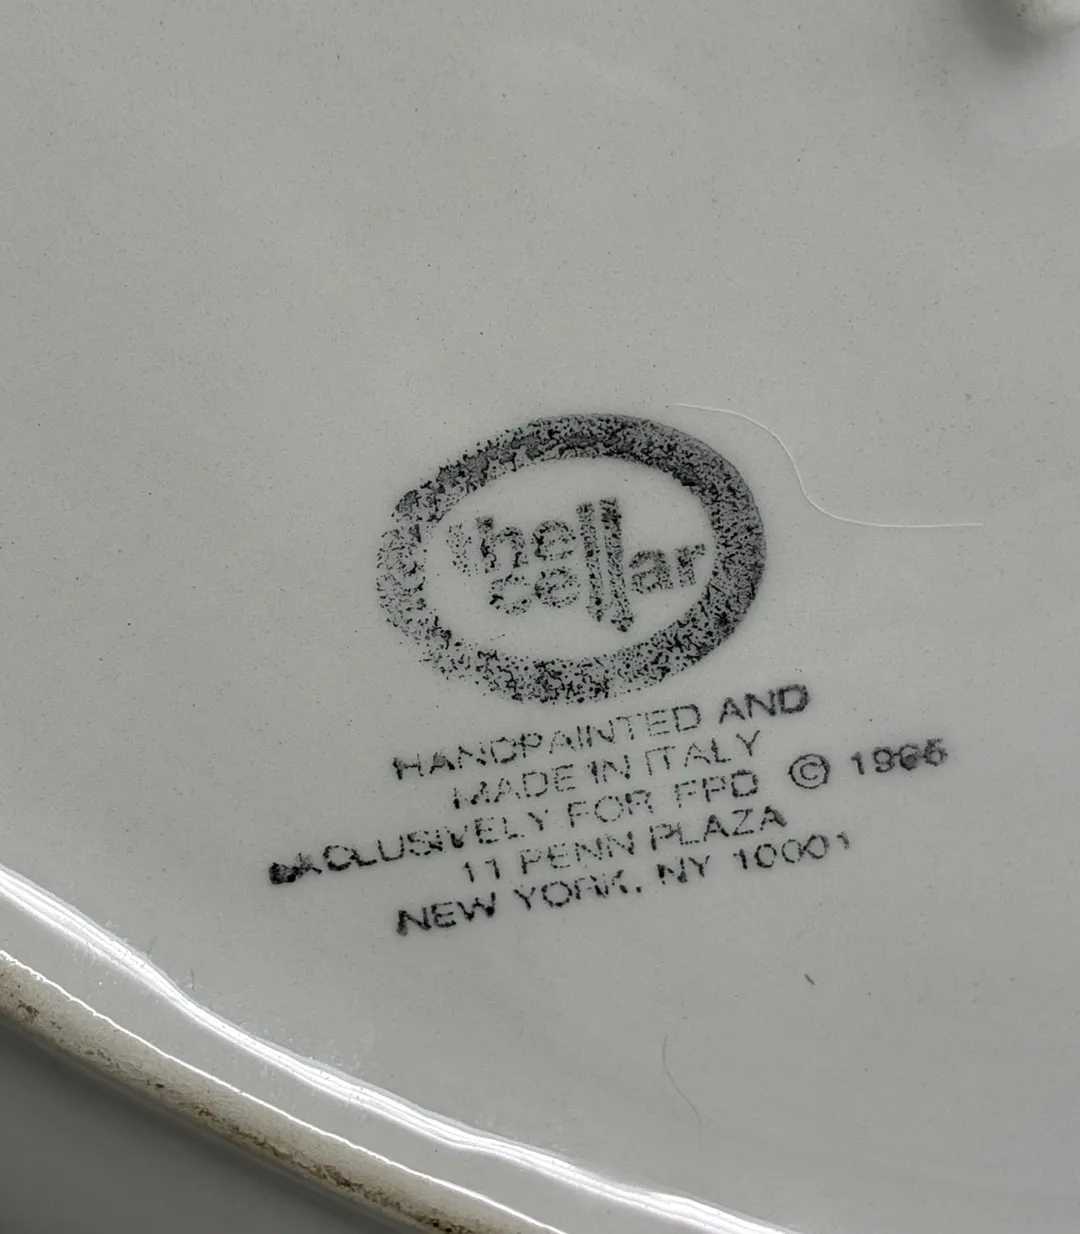 the
cellar
HANDPAINTED AND
MADE IN ITALY
EXCLUSIVELY FOR FPD © 1995
11 PENN PLAZA
NEW YORK, NY 10001